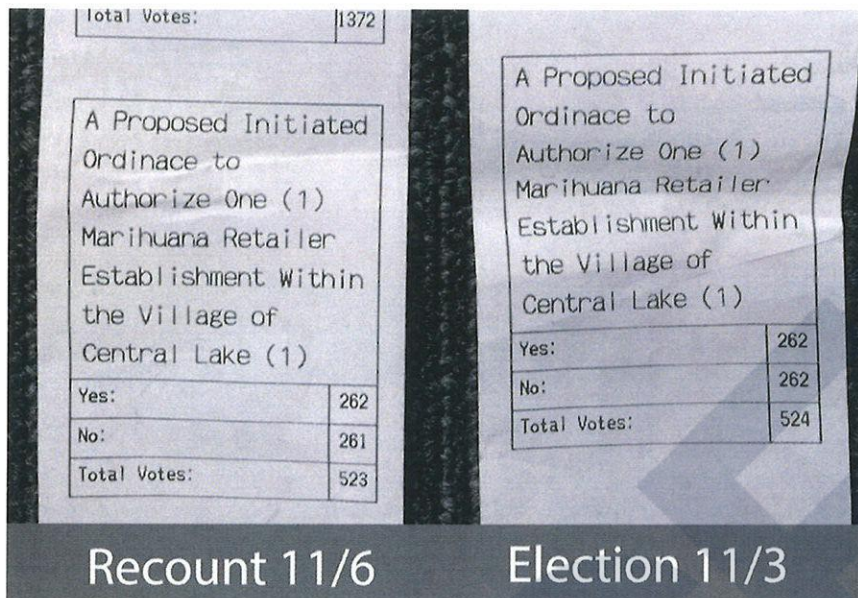 Total Votes: 1372
A Proposed Initiated
Ordinace to
Authorize One (1)
Marihuana Retailer
Establishment Within
the Village of
Central Lake (1)
Yes: 262
No: 261
Total Votes: 523
Recount 11/6
A Proposed Initiated
Ordinace to
Authorize One (1)
Marihuana Retailer
Establishment Within
the Village of
Central Lake (1)
Yes: 262
No: 262
Total Votes: 524
Election 11/3